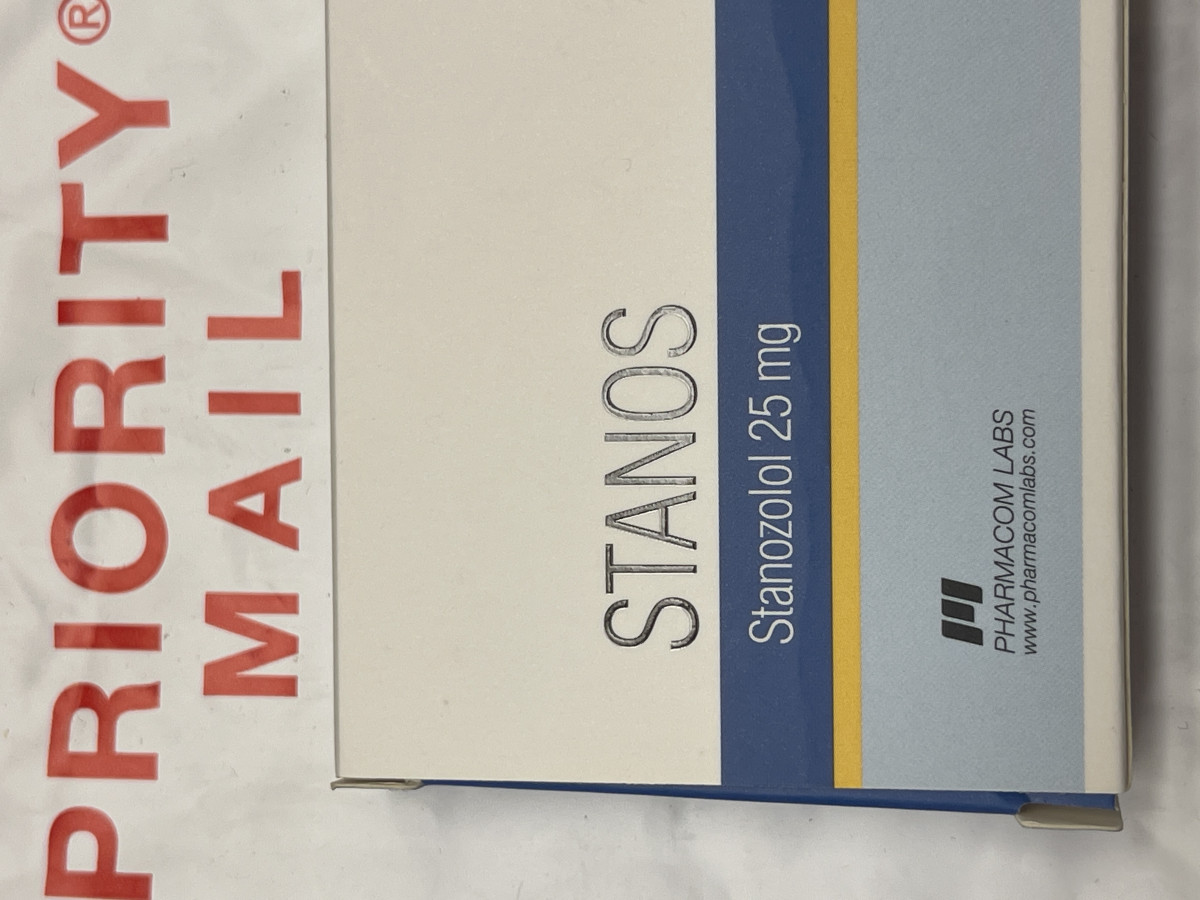 PRIORITY®
MAIL
STANOS
Stanozolol 25 mg
PHARMACOM LABS
www.pharmacomlabs.com